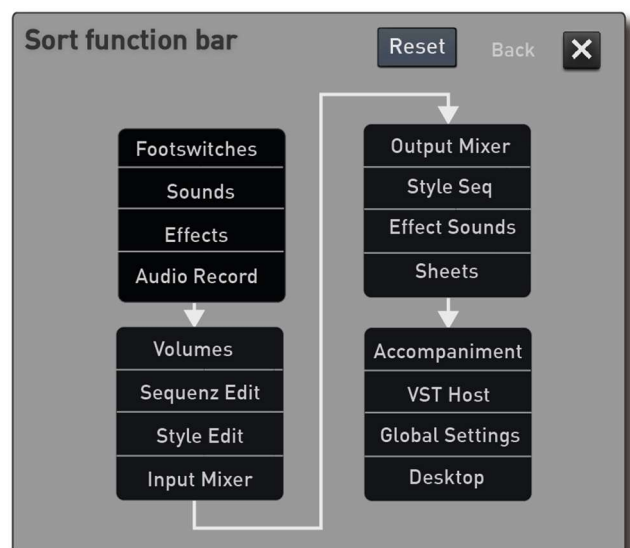 Sort function bar
Reset
Back
Footswitches
Sounds
Effects
Audio Record
Volumes
Sequenz Edit
Style Edit
Input Mixer
Output Mixer
Style Seq
Effect Sounds
Sheets
Accompaniment
VST Host
Global Settings
Desktop